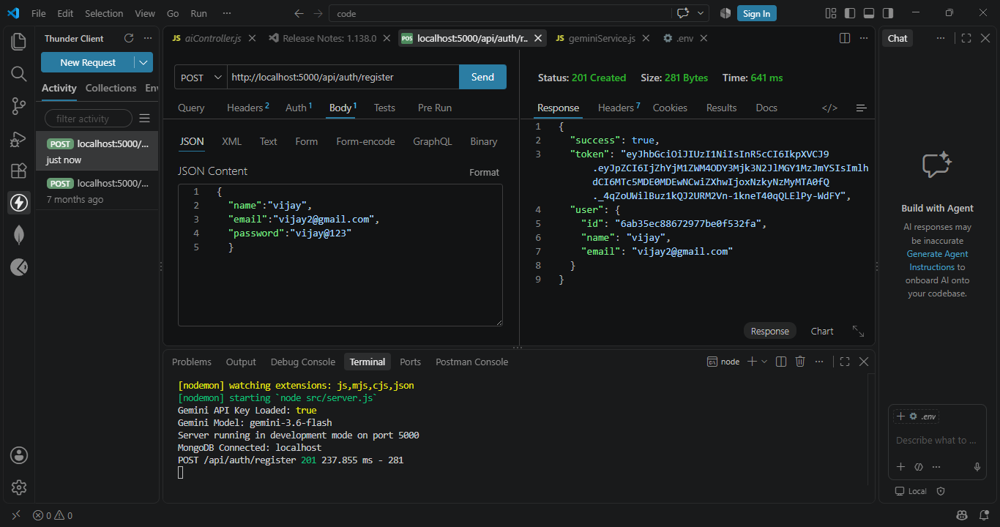 File Edit Selection View Go Run ··· code Sign In
Thunder Client
New Request
Activity Collections En
filter activity
POST localhost:5000/...
just now
POST localhost:5000/...
7 months ago
JS aiController.js Release Notes: 1.138.0 POS localhost:5000/api/auth/r.. JS geminiService.js .env
POST http://localhost:5000/api/auth/register Send
Query Headers 2 Auth 1 Body 1 Tests Pre Run
JSON XML Text Form Form-encode GraphQL Binary
JSON Content Format
1 {
2 "name":"vijay",
3 "email":"vijay2@gmail.com",
4 "password":"vijay@123"
5 }
Status: 201 Created Size: 281 Bytes Time: 641 ms
Response Headers 7 Cookies Results Docs </>
1 {
2 "success": true,
3 "token": "eyJhbGciOiJIUzI1NiIsInR5cCI6IkpXVCJ9
.eyJpZCI6IjZhYjM1ZWM4ODY3Mjk3N2JlMGY1MzJmYSIsImlh
dCI6MTc5MDE0MDEwNCwiZXhwIjoxNzkyNzMyMTA0fQ
._4qZoUWilBuz1kQJ2URM2Vn-1kneT40qQLElPy-WdFY",
4 "user": {
5 "id": "6ab35ec88672977be0f532fa",
6 "name": "vijay",
7 "email": "vijay2@gmail.com"
8 }
9 }
Response Chart
Problems Output Debug Console Terminal Ports Postman Console node
[nodemon] watching extensions: js,mjs,cjs,json
[nodemon] starting `node src/server.js`
Gemini API Key Loaded: true
Gemini Model: gemini-3.6-flash
Server running in development mode on port 5000
MongoDB Connected: localhost
POST /api/auth/register 201 237.855 ms - 281
Chat
Build with Agent
AI responses may
be inaccurate
Generate Agent
Instructions to
onboard AI onto
your codebase.
.env
Describe what to ...
Local
0 0